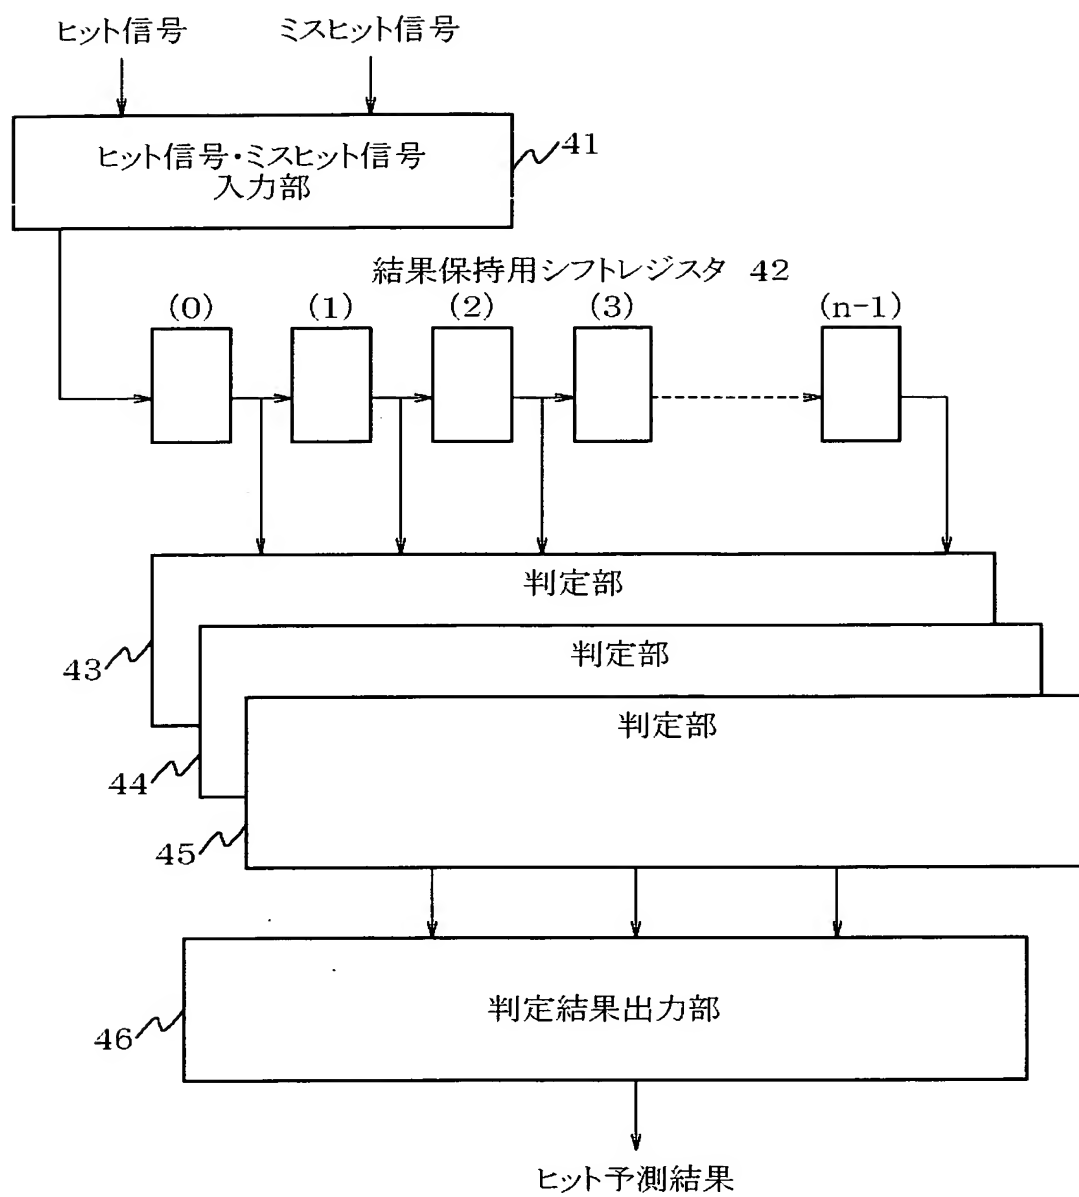 ヒット信号 ミスヒット信号
ヒット信号・ミスヒット信号
入力部
41
結果保持用シフトレジスタ 42
(0) (1) (2) (3) (n-1)
判定部
43
判定部
44
判定部
45
判定結果出力部
46
ヒット予測結果